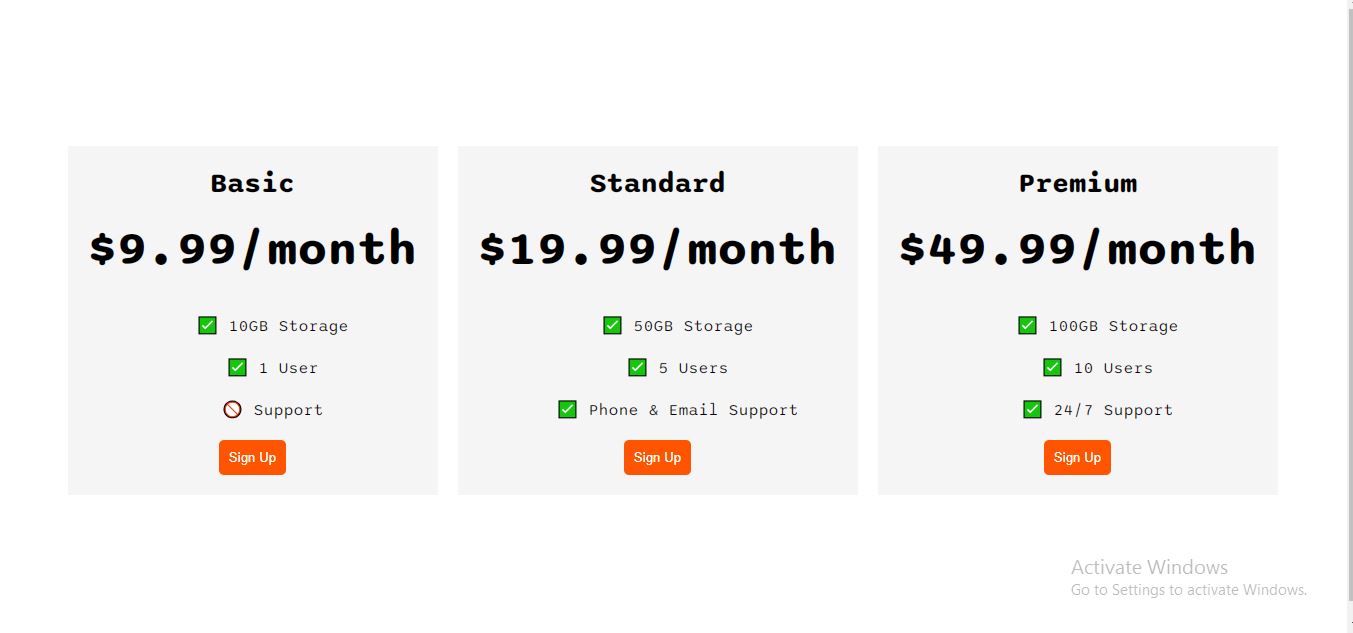 Basic
$9.99/month
✅ 10GB Storage
✅ 1 User
🚫 Support
Sign Up
Standard
$19.99/month
✅ 50GB Storage
✅ 5 Users
✅ Phone & Email Support
Sign Up
Premium
$49.99/month
✅ 100GB Storage
✅ 10 Users
✅ 24/7 Support
Sign Up
Activate Windows
Go to Settings to activate Windows.